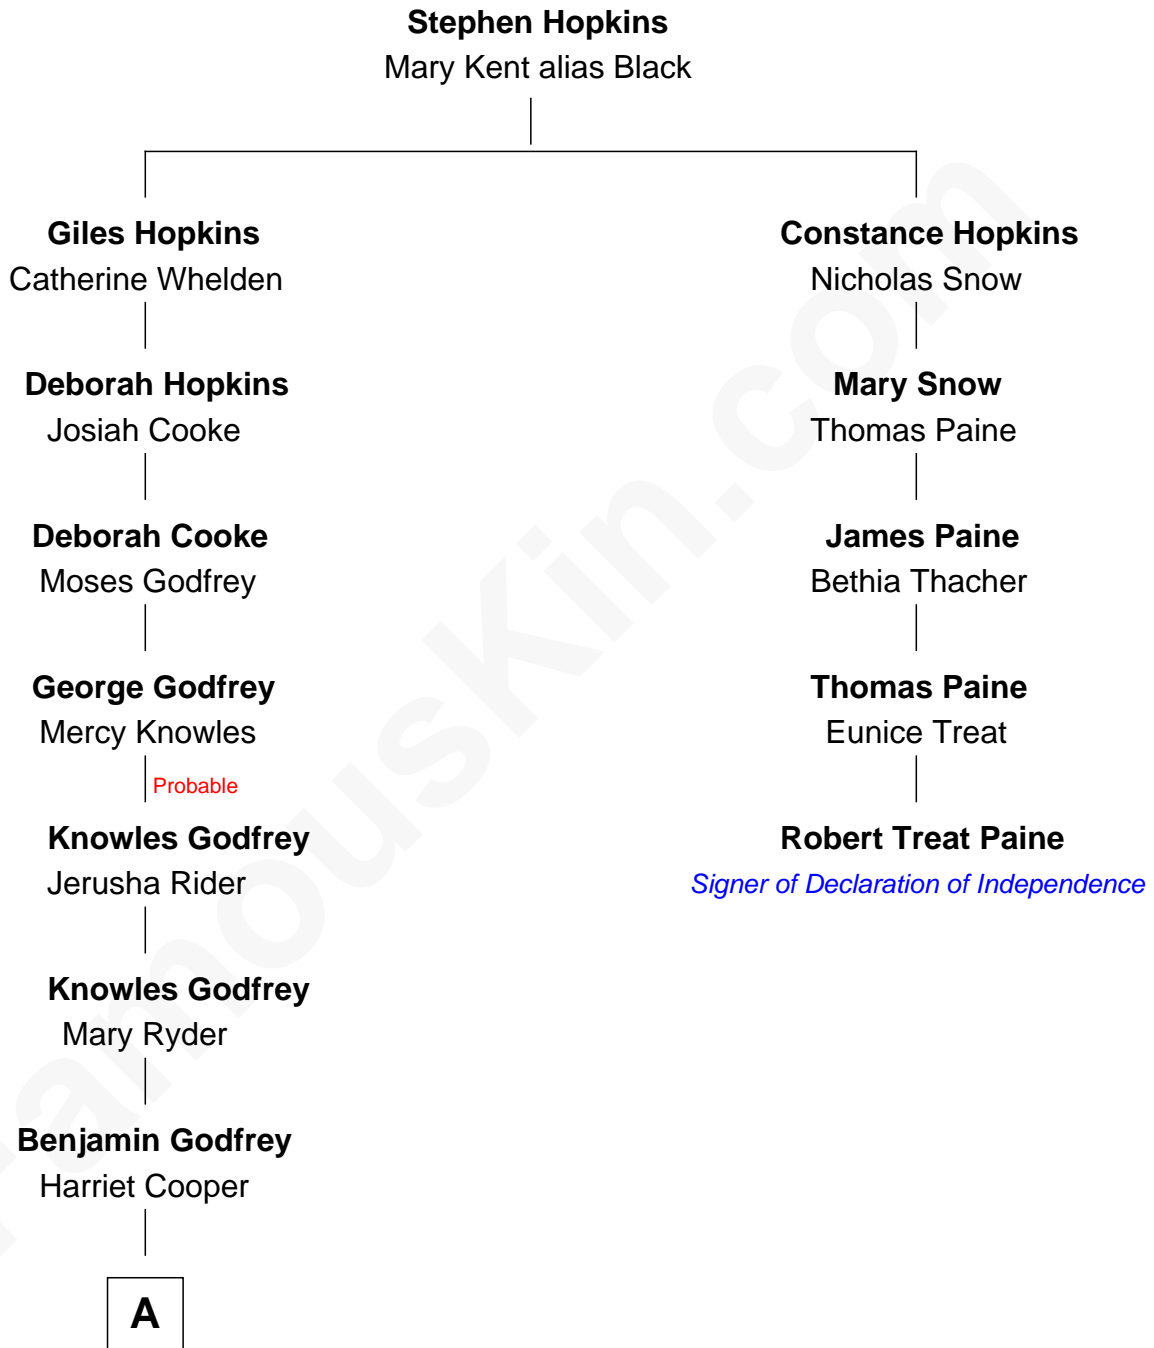 Stephen Hopkins
Mary Kent alias Black
Giles Hopkins
Catherine Whelden
Constance Hopkins
Nicholas Snow
Deborah Hopkins
Josiah Cooke
Mary Snow
Thomas Paine
Deborah Cooke
Moses Godfrey
James Paine
Bethia Thacher
George Godfrey
Mercy Knowles
Thomas Paine
Eunice Treat
Probable
Knowles Godfrey
Jerusha Rider
Robert Treat Paine
Signer of Declaration of Independence
Knowles Godfrey
Mary Ryder
Benjamin Godfrey
Harriet Cooper
A
FamousKin.com